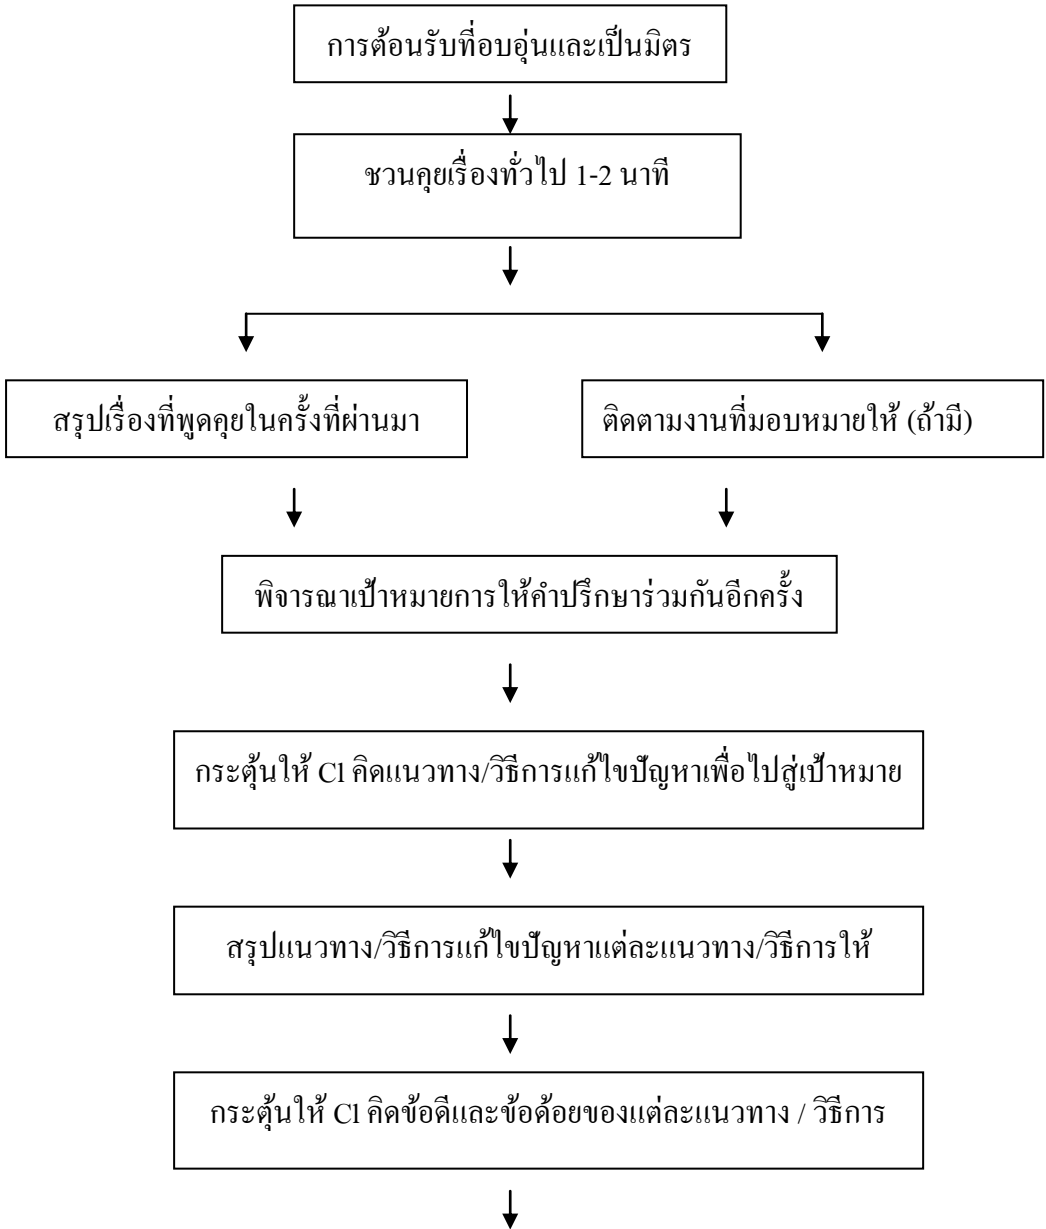 การต้อนรับที่อบอุ่นและเป็นมิตร
ชวนคุยเรื่องทั่วไป 1-2 นาที
สรุปเรื่องที่พูดคุยในครั้งที่ผ่านมา
ติดตามงานที่มอบหมายให้ (ถ้ามี)
พิจารณาเป้าหมายการให้คำปรึกษาร่วมกันอีกครั้ง
กระตุ้นให้ Cl คิดแนวทาง/วิธีการแก้ไขปัญหาเพื่อไปสู่เป้าหมาย
สรุปแนวทาง/วิธีการแก้ไขปัญหาแต่ละแนวทาง/วิธีการให้
กระตุ้นให้ Cl คิดข้อดีและข้อด้อยของแต่ละแนวทาง / วิธีการ